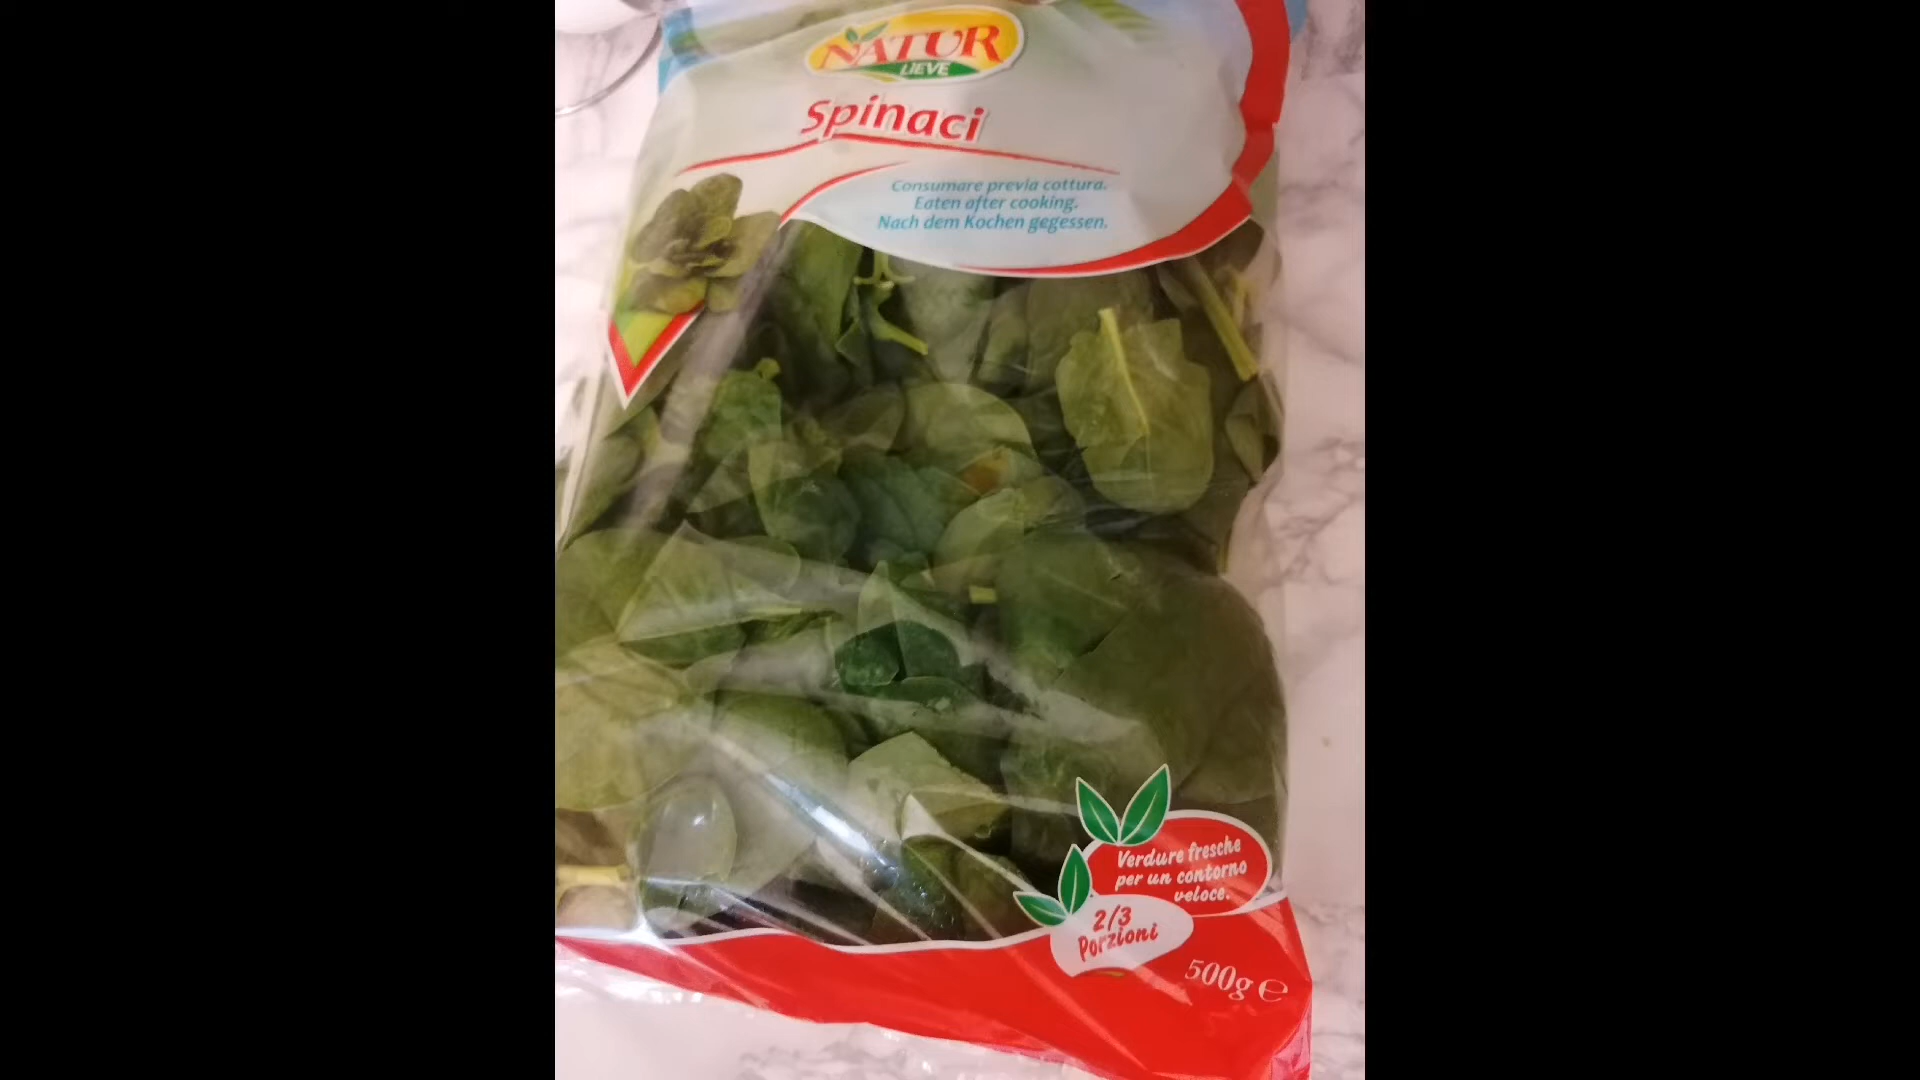 NATUR
LIEVE
Spinaci
Consumare previa cottura.
Eaten after cooking.
Nach dem Kochen gegessen.
Verdure fresche
per un contorno
veloce.
2/3
Porzioni
500g ℮